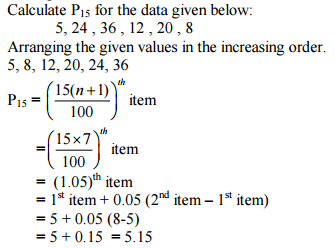 Calculate P₁₅ for the data given below:
5, 24 , 36 , 12 , 20 , 8
Arranging the given values in the increasing order.
5, 8, 12, 20, 24, 36
P₁₅ = (15(n+1)/100)ᵗʰ item
=(15×7/100)ᵗʰ item
= (1.05)ᵗʰ item
= 1ˢᵗ item + 0.05 (2ⁿᵈ item – 1ˢᵗ item)
= 5 + 0.05 (8-5)
= 5 + 0.15 = 5.15